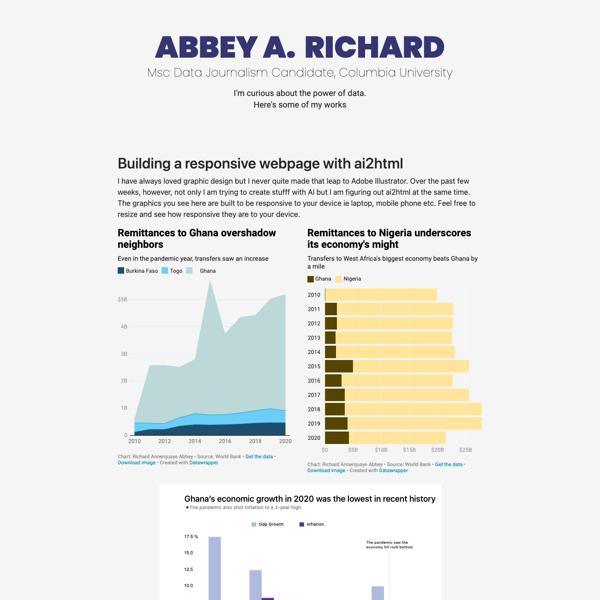 ABBEY A. RICHARD
Msc Data Journalism Candidate, Columbia University
I'm curious about the power of data.
Here's some of my works
Building a responsive webpage with ai2html
I have always loved graphic design but I never quite made that leap to Adobe Illustrator. Over the past few
weeks, however, not only I am trying to create stufff with AI but I am figuring out ai2html at the same time.
The graphics you see here are built to be responsive to your device ie laptop, mobile phone etc. Feel free to
resize and see how responsive they are to your device.
Remittances to Ghana overshadow
neighbors
Even in the pandemic year, transfers saw an increase
Burkina Faso Togo Ghana
$5B
4B
3B
2B
1B
0
2010 2012 2014 2016 2018 2020
Chart: Richard Annerquaye Abbey • Source: World Bank • Get the data •
Download image • Created with Datawrapper
Remittances to Nigeria underscores
its economy's might
Transfers to West Africa's biggest economy beats Ghana by
a mile
Ghana Nigeria
2010
2011
2012
2013
2014
2015
2016
2017
2018
2019
2020
$0 $5B $10B $15B $20B $25B
Chart: Richard Annerquaye Abbey • Source: World Bank • Get the data •
Download image • Created with Datawrapper
Ghana's economic growth in 2020 was the lowest in recent history
The pandemic also shot inflation to a 3-year high
Gdp Growth Inflation
17.5 %
The pandemic saw the
economy hit rock bottom
15.0
12.5
10.0